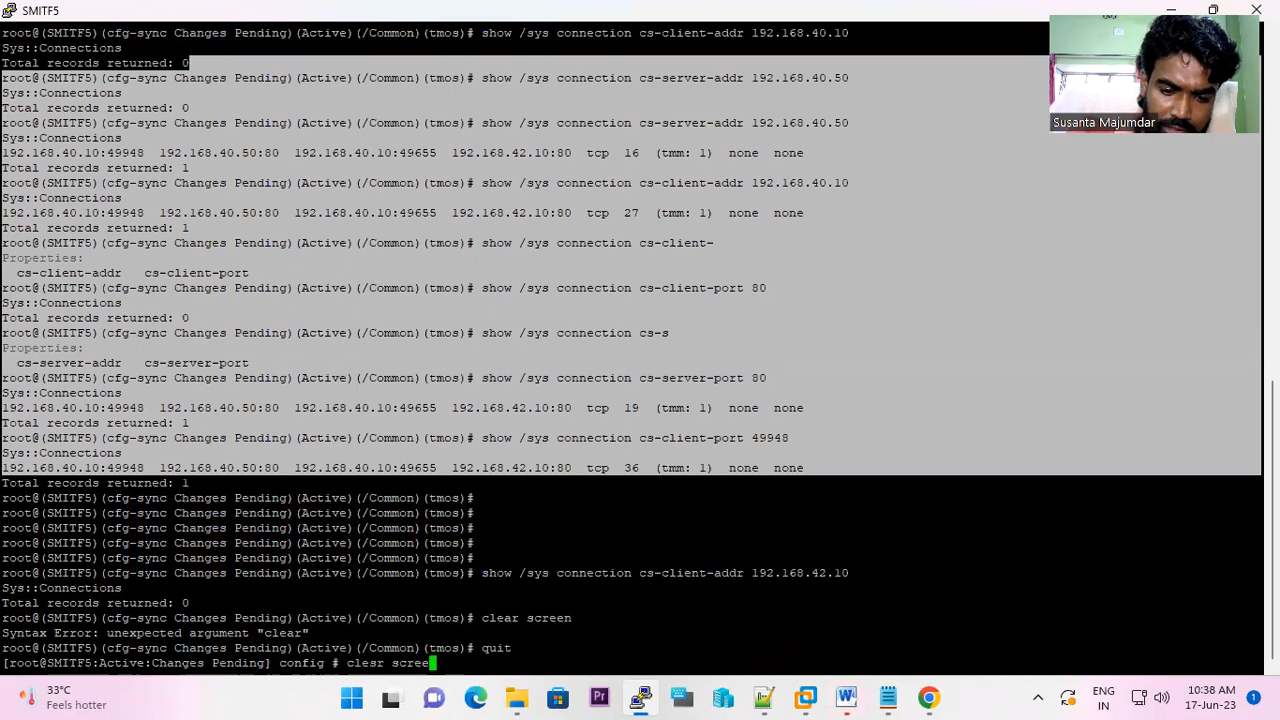 SMITF5
root@(SMITF5)(cfg-sync Changes Pending)(Active)(/Common)(tmos)# show /sys connection cs-client-addr 192.168.40.10
Sys::Connections
Total records returned: 0
root@(SMITF5)(cfg-sync Changes Pending)(Active)(/Common)(tmos)# show /sys connection cs-server-addr 192.168.40.50
Sys::Connections
Total records returned: 0
root@(SMITF5)(cfg-sync Changes Pending)(Active)(/Common)(tmos)# show /sys connection cs-server-addr 192.168.40.50
Sys::Connections
192.168.40.10:49948  192.168.40.50:80  192.168.40.10:49655  192.168.42.10:80  tcp  16  (tmm: 1)  none  none
Total records returned: 1
root@(SMITF5)(cfg-sync Changes Pending)(Active)(/Common)(tmos)# show /sys connection cs-client-addr 192.168.40.10
Sys::Connections
192.168.40.10:49948  192.168.40.50:80  192.168.40.10:49655  192.168.42.10:80  tcp  27  (tmm: 1)  none  none
Total records returned: 1
root@(SMITF5)(cfg-sync Changes Pending)(Active)(/Common)(tmos)# show /sys connection cs-client-
Properties:
cs-client-addr   cs-client-port
root@(SMITF5)(cfg-sync Changes Pending)(Active)(/Common)(tmos)# show /sys connection cs-client-port 80
Sys::Connections
Total records returned: 0
root@(SMITF5)(cfg-sync Changes Pending)(Active)(/Common)(tmos)# show /sys connection cs-s
Properties:
cs-server-addr   cs-server-port
root@(SMITF5)(cfg-sync Changes Pending)(Active)(/Common)(tmos)# show /sys connection cs-server-port 80
Sys::Connections
192.168.40.10:49948  192.168.40.50:80  192.168.40.10:49655  192.168.42.10:80  tcp  19  (tmm: 1)  none  none
Total records returned: 1
root@(SMITF5)(cfg-sync Changes Pending)(Active)(/Common)(tmos)# show /sys connection cs-client-port 49948
Sys::Connections
192.168.40.10:49948  192.168.40.50:80  192.168.40.10:49655  192.168.42.10:80  tcp  36  (tmm: 1)  none  none
Total records returned: 1
root@(SMITF5)(cfg-sync Changes Pending)(Active)(/Common)(tmos)#
root@(SMITF5)(cfg-sync Changes Pending)(Active)(/Common)(tmos)#
root@(SMITF5)(cfg-sync Changes Pending)(Active)(/Common)(tmos)#
root@(SMITF5)(cfg-sync Changes Pending)(Active)(/Common)(tmos)#
root@(SMITF5)(cfg-sync Changes Pending)(Active)(/Common)(tmos)#
root@(SMITF5)(cfg-sync Changes Pending)(Active)(/Common)(tmos)# show /sys connection cs-client-addr 192.168.42.10
Sys::Connections
Total records returned: 0
root@(SMITF5)(cfg-sync Changes Pending)(Active)(/Common)(tmos)# clear screen
Syntax Error: unexpected argument "clear"
root@(SMITF5)(cfg-sync Changes Pending)(Active)(/Common)(tmos)# quit
[root@SMITF5:Active:Changes Pending] config # clesr scree
Susanta Majumdar
33°C
Feels hotter
Pr
W
ENG
IN
10:38 AM
17-Jun-23
1